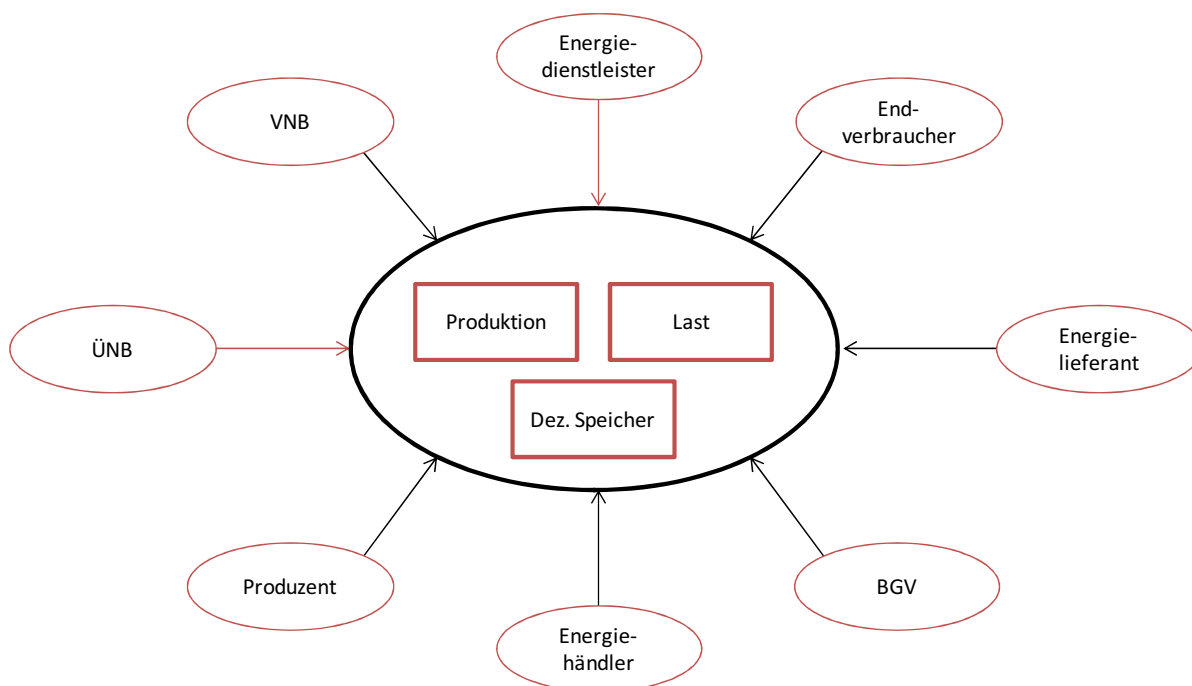 Energie-
dienstleister
VNB
End-
verbraucher
Produktion
Last
ÜNB
Energie-
lieferant
Dez. Speicher
Produzent
BGV
Energie-
händler